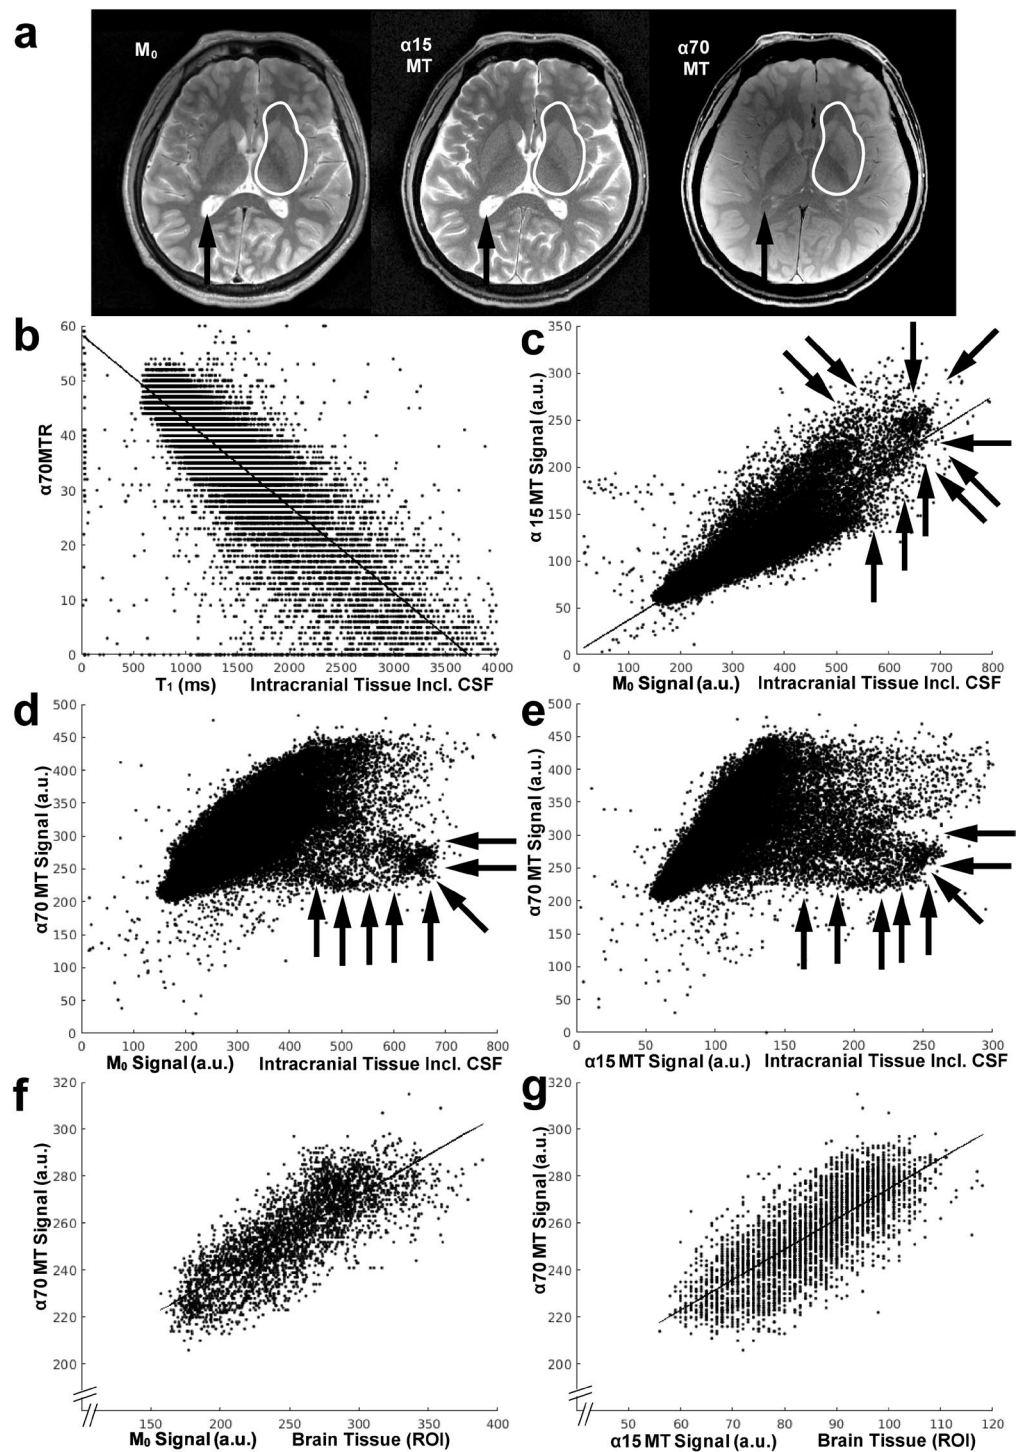 a
M₀
α15
MT
α70
MT
b
60
50
40
30
20
10
0
α70MTR
0 500 1000 1500 2000 2500 3000 3500 4000
T₁ (ms) Intracranial Tissue Incl. CSF
c
350
300
250
200
150
100
50
0
α 15 MT Signal (a.u.)
0 100 200 300 400 500 600 700 800
M₀ Signal (a.u.) Intracranial Tissue Incl. CSF
d
500
450
400
350
300
250
200
150
100
50
0
α70 MT Signal (a.u.)
0 100 200 300 400 500 600 700 800
M₀ Signal (a.u.) Intracranial Tissue Incl. CSF
e
500
450
400
350
300
250
200
150
100
50
0
α70 MT Signal (a.u.)
0 50 100 150 200 250 300
α15 MT Signal (a.u.) Intracranial Tissue Incl. CSF
f
320
300
280
260
240
220
200
α70 MT Signal (a.u.)
150 200 250 300 350 400
M₀ Signal (a.u.) Brain Tissue (ROI)
g
320
300
280
260
240
220
200
α70 MT Signal (a.u.)
50 60 70 80 90 100 110 120
α15 MT Signal (a.u.) Brain Tissue (ROI)